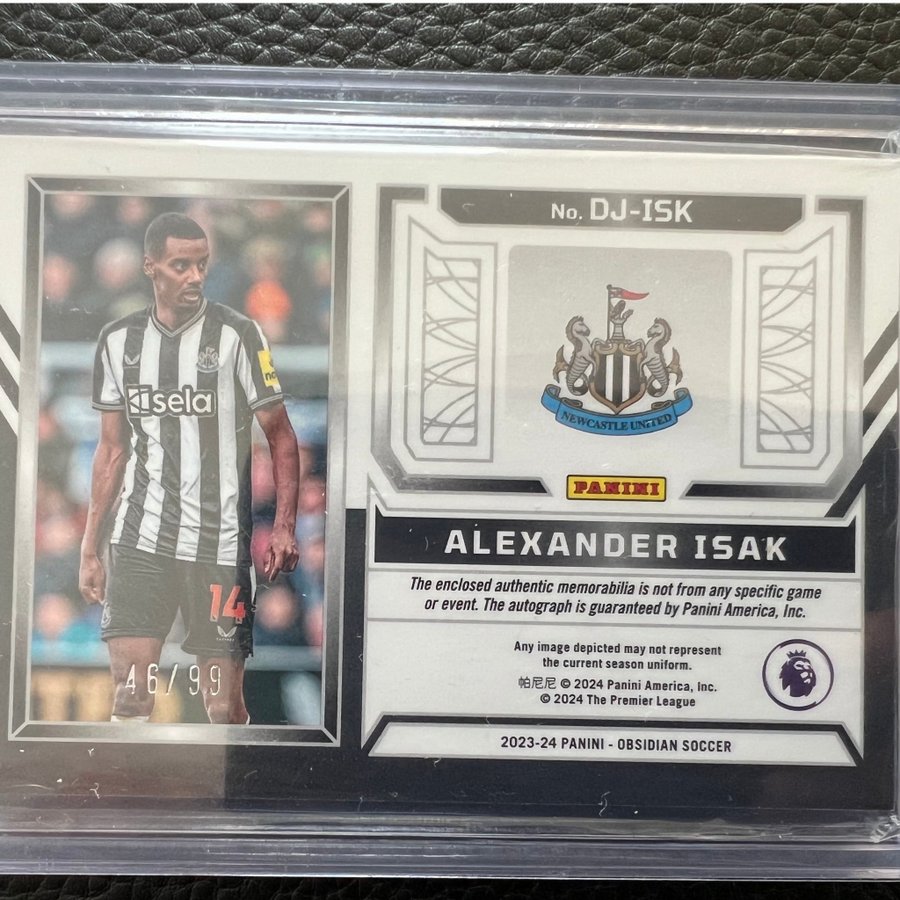 No. DJ-ISK
NEWCASTLE UNITED
PANINI
sela
14
46/99
ALEXANDER ISAK
The enclosed authentic memorabilia is not from any specific game
or event. The autograph is guaranteed by Panini America, Inc.
Any image depicted may not represent
the current season uniform.
帕尼尼 © 2024 Panini America, Inc.
© 2024 The Premier League
2023-24 PANINI - OBSIDIAN SOCCER